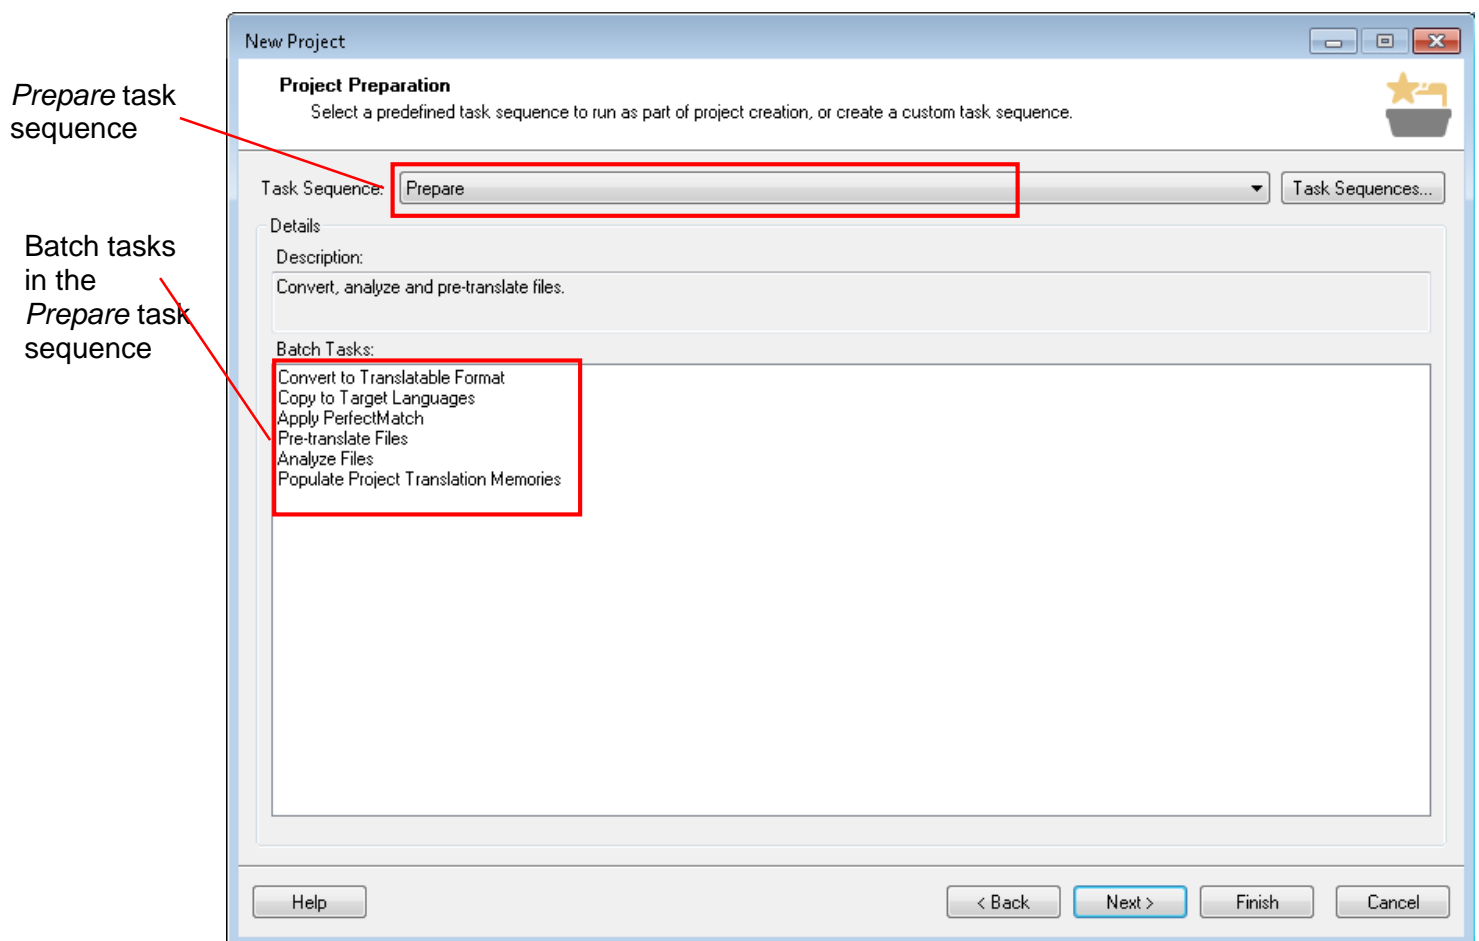 New Project
Project Preparation
Select a predefined task sequence to run as part of project creation, or create a custom task sequence.
Prepare task
sequence
Task Sequence: Prepare Task Sequences...
Details
Batch tasks
in the
Prepare task
sequence
Description:
Convert, analyze and pre-translate files.
Batch Tasks:
Convert to Translatable Format
Copy to Target Languages
Apply PerfectMatch
Pre-translate Files
Analyze Files
Populate Project Translation Memories
Help < Back Next > Finish Cancel